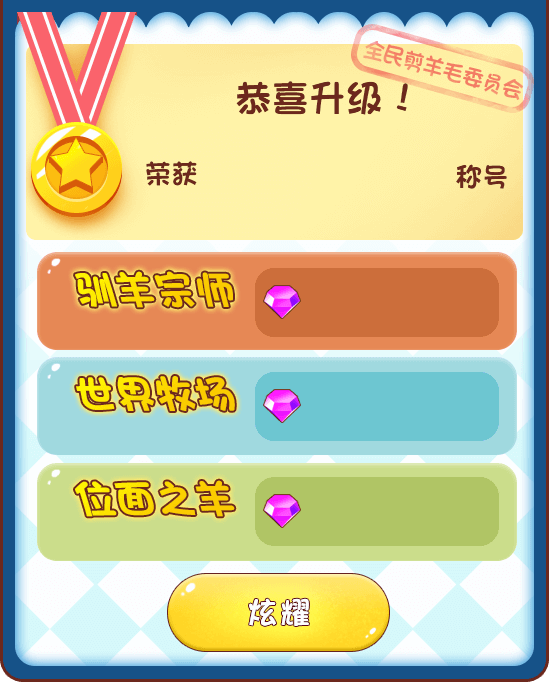 全民剪羊毛委员会
恭喜升级！
荣获 称号
驯羊宗师
世界牧场
位面之羊
炫耀